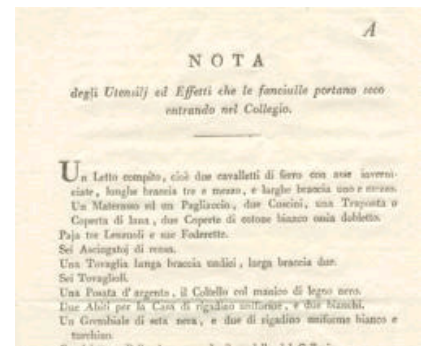 A
NOTA
degli Utensilj ed Effetti che le fanciulle portano seco
entrando nel Collegio.
Un Letto compito, cioè due cavalletti di ferro con asse inverni-
ciate, lunghe braccia tre e mezzo, e larghe braccia uno e mezzo.
Un Materasso ed un Pagliaccio, due Cuscini, una Trapunta o
Coperta di lana, due Coperte di cotone bianco ossia dobletto.
Paja tre Lenzuoli e sue Foderette.
Sei Asciugatoj di renza.
Una Tovaglia lunga braccia undici, larga braccia due.
Sei Tovaglioli.
Una Posata d'argento, il Coltello col manico di legno nero.
Due Abiti per la Casa di rigadino uniforme, e due bianchi.
Un Grembiale di seta nera, e due di rigadino uniforme bianco e
turchino.